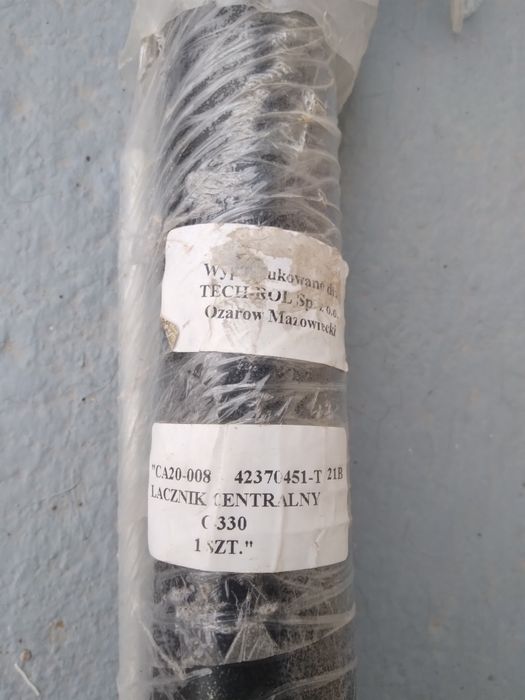 TECH-ROL Sp. z o.o.
Ozarow Mazowiecki
"CA20-008 42370451-T 21B
LACZNIK CENTRALNY
C-330
1 SZT."